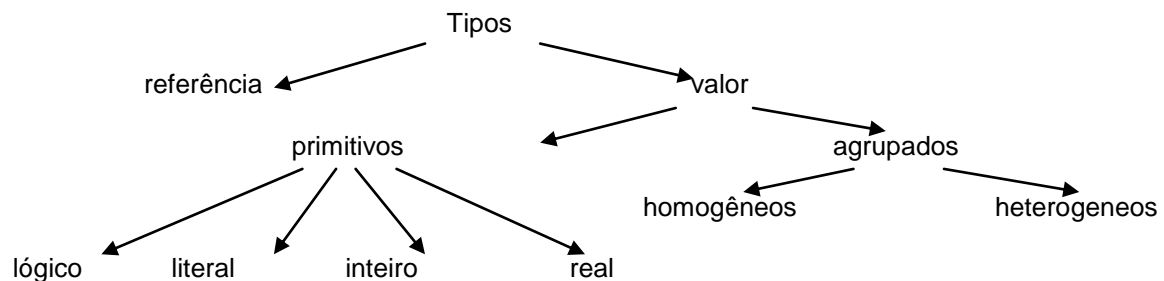 Tipos
referência valor
primitivos agrupados
homogêneos heterogeneos
lógico literal inteiro real